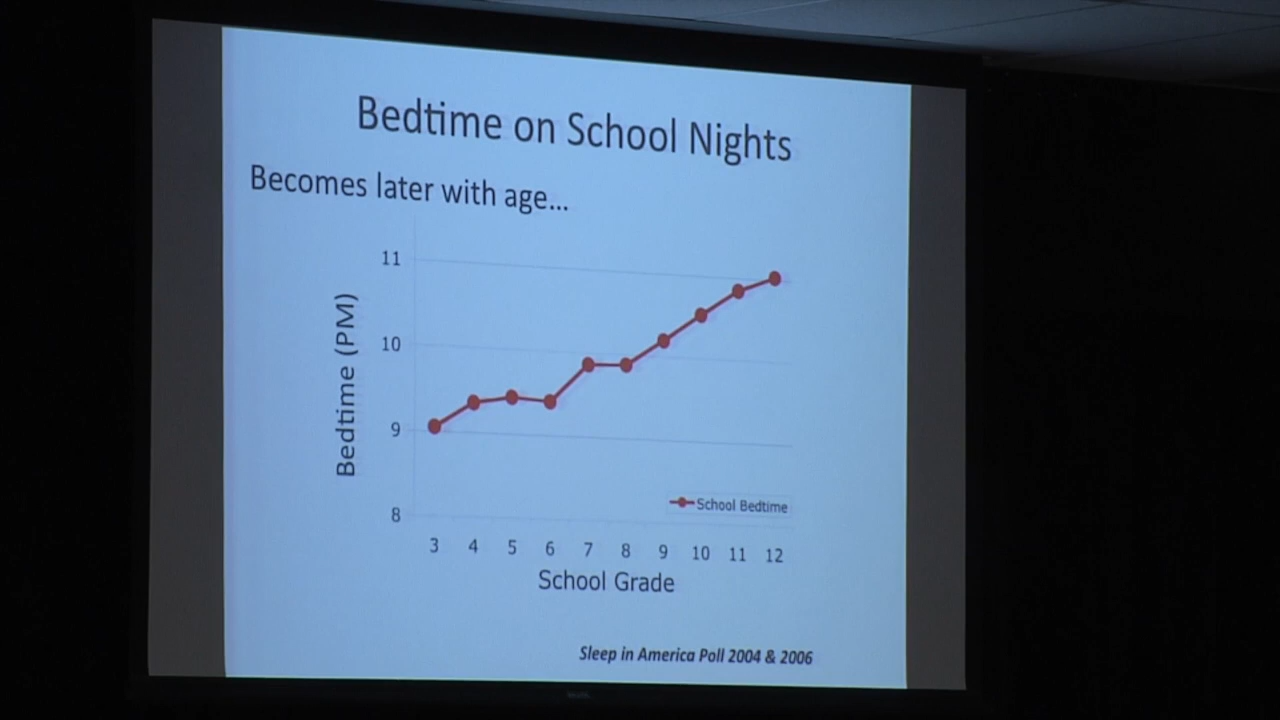 Bedtime on School Nights
Becomes later with age...
11
10
9
8
Bedtime (PM)
School Bedtime
3 4 5 6 7 8 9 10 11 12
School Grade
Sleep in America Poll 2004 & 2006